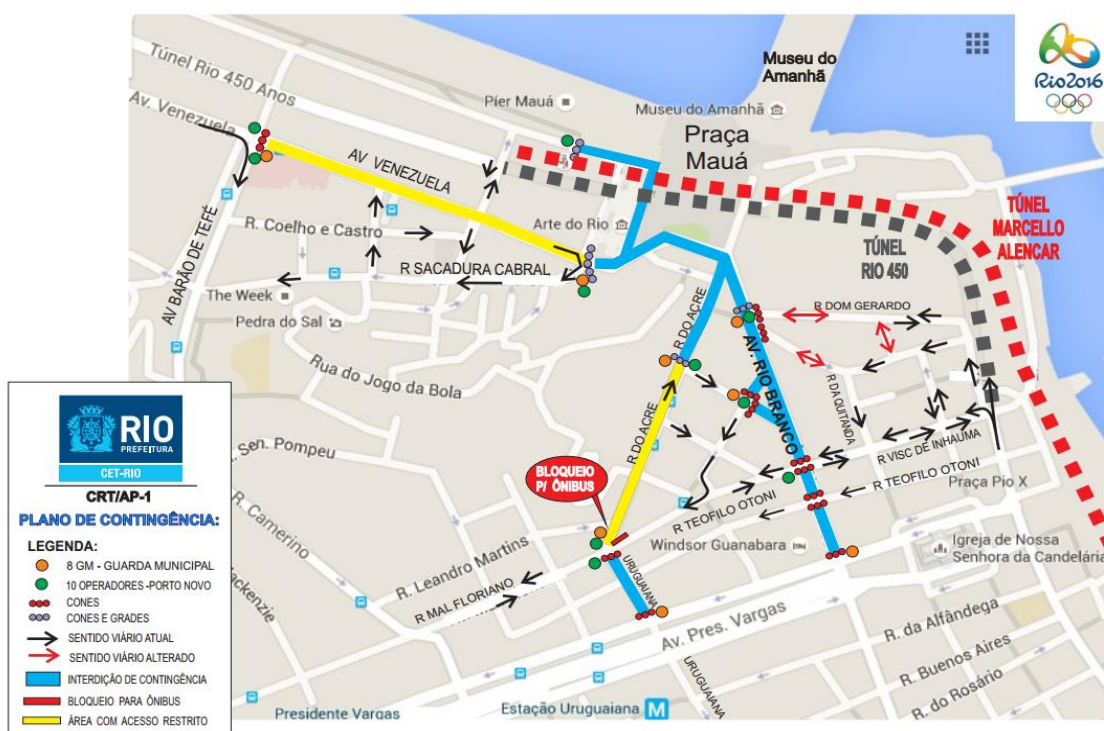 Túnel Rio 450 Anos
Av. Venezuela
Píer Mauá
Museu do
Amanhã
Museu do Amanhã
Praça
Mauá
Rio2016
AV VENEZUELA
Arte do Rio
TÚNEL
MARCELLO
ALENCAR
TÚNEL
RIO 450
R. Coelho e Castro
AV BARÃO DE TEFÉ
R SACADURA CABRAL
The Week
Pedra do Sal
Rua do Jogo da Bola
R DO ACRE
R DOM GERARDO
AV. RIO BRANCO
R DA QUITANDA
R DO ACRE
R VISC DE INHAUMA
R TEOFILO OTONI
R TEOFILO OTONI
Praça Pio X
. Sen. Pompeu
R. Camerino
BLOQUEIO
P/ ÔNIBUS
Windsor Guanabara
Igreja de Nossa
Senhora da Candelária
R. Leandro Martins
R MAL FLORIANO
URUGUAIANA
Av. Pres. Vargas
URUGUAIANA
R. da Alfândega
R. Buenos Aires
R. do Rosário
Presidente Vargas
Estação Uruguaiana
M
ackenzie
RIO
PREFEITURA
CET-RIO
CRT/AP-1
PLANO DE CONTINGÊNCIA:
LEGENDA:
8 GM - GUARDA MUNICIPAL
10 OPERADORES -PORTO NOVO
CONES
CONES E GRADES
SENTIDO VIÁRIO ATUAL
SENTIDO VIÁRIO ALTERADO
INTERDIÇÃO DE CONTINGÊNCIA
BLOQUEIO PARA ÔNIBUS
ÁREA COM ACESSO RESTRITO